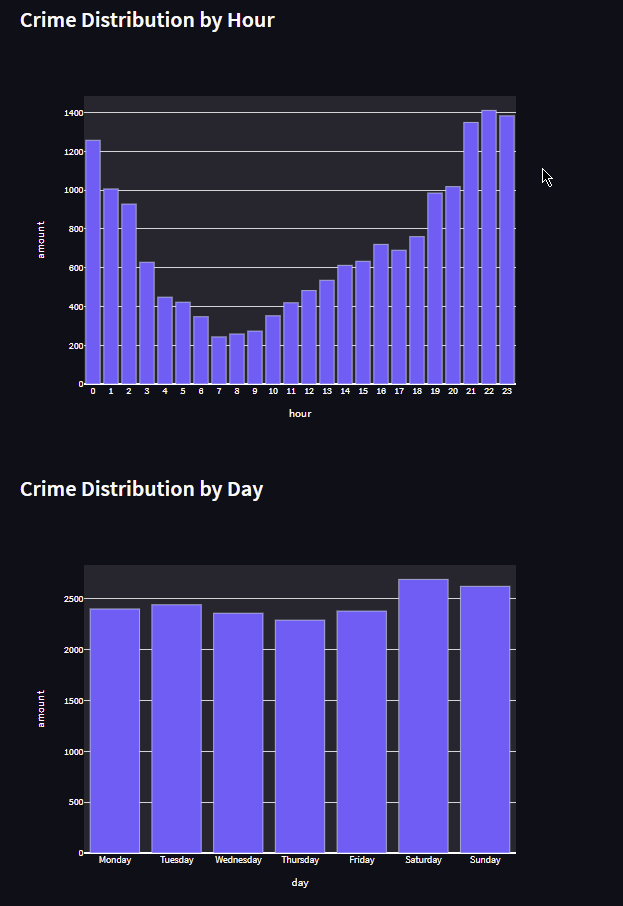 Crime Distribution by Hour
1400
1200
1000
800
600
400
200
0
amount
0 1 2 3 4 5 6 7 8 9 10 11 12 13 14 15 16 17 18 19 20 21 22 23
hour
Crime Distribution by Day
2500
2000
1500
1000
500
0
amount
Monday Tuesday Wednesday Thursday Friday Saturday Sunday
day